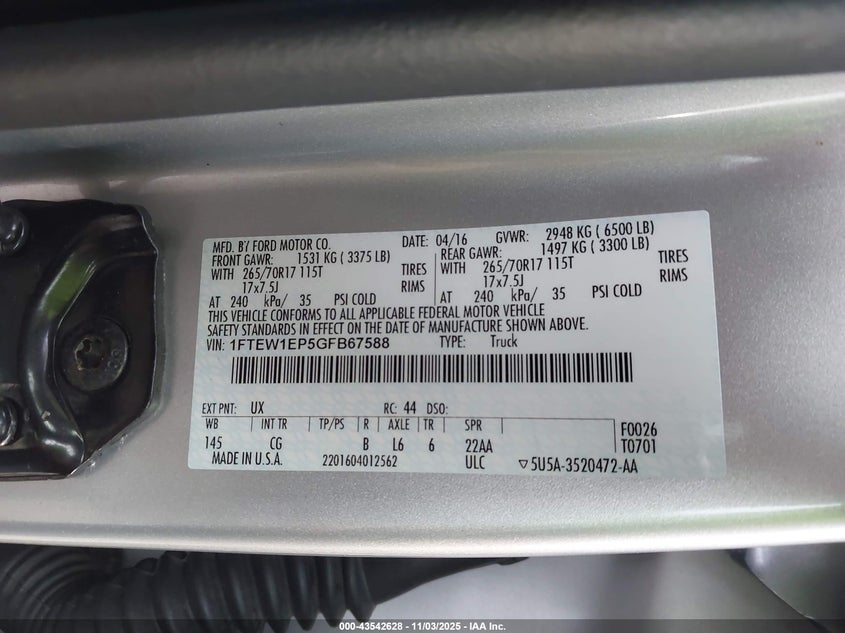 MFD. BY FORD MOTOR CO. DATE: 04/16 GVWR: 2948 KG ( 6500 LB)
FRONT GAWR: 1531 KG ( 3375 LB) REAR GAWR: 1497 KG ( 3300 LB)
WITH 265/70R17 115T TIRES WITH 265/70R17 115T TIRES
17x7.5J RIMS 17x7.5J RIMS
AT 240 kPa/ 35 PSI COLD AT 240 kPa/ 35 PSI COLD
THIS VEHICLE CONFORMS TO ALL APPLICABLE FEDERAL MOTOR VEHICLE
SAFETY STANDARDS IN EFFECT ON THE DATE OF MANUFACTURE SHOWN ABOVE.
VIN: 1FTEW1EP5GFB67588 TYPE: Truck
EXT PNT: UX RC: 44 DSO:
WB INT TR TP/PS R AXLE TR SPR F0026
145 CG B L6 6 22AA T0701
MADE IN U.S.A. 2201604012562 ULC ▽5U5A-3520472-AA
000-43542628 - 11/03/2025 - IAA Inc.